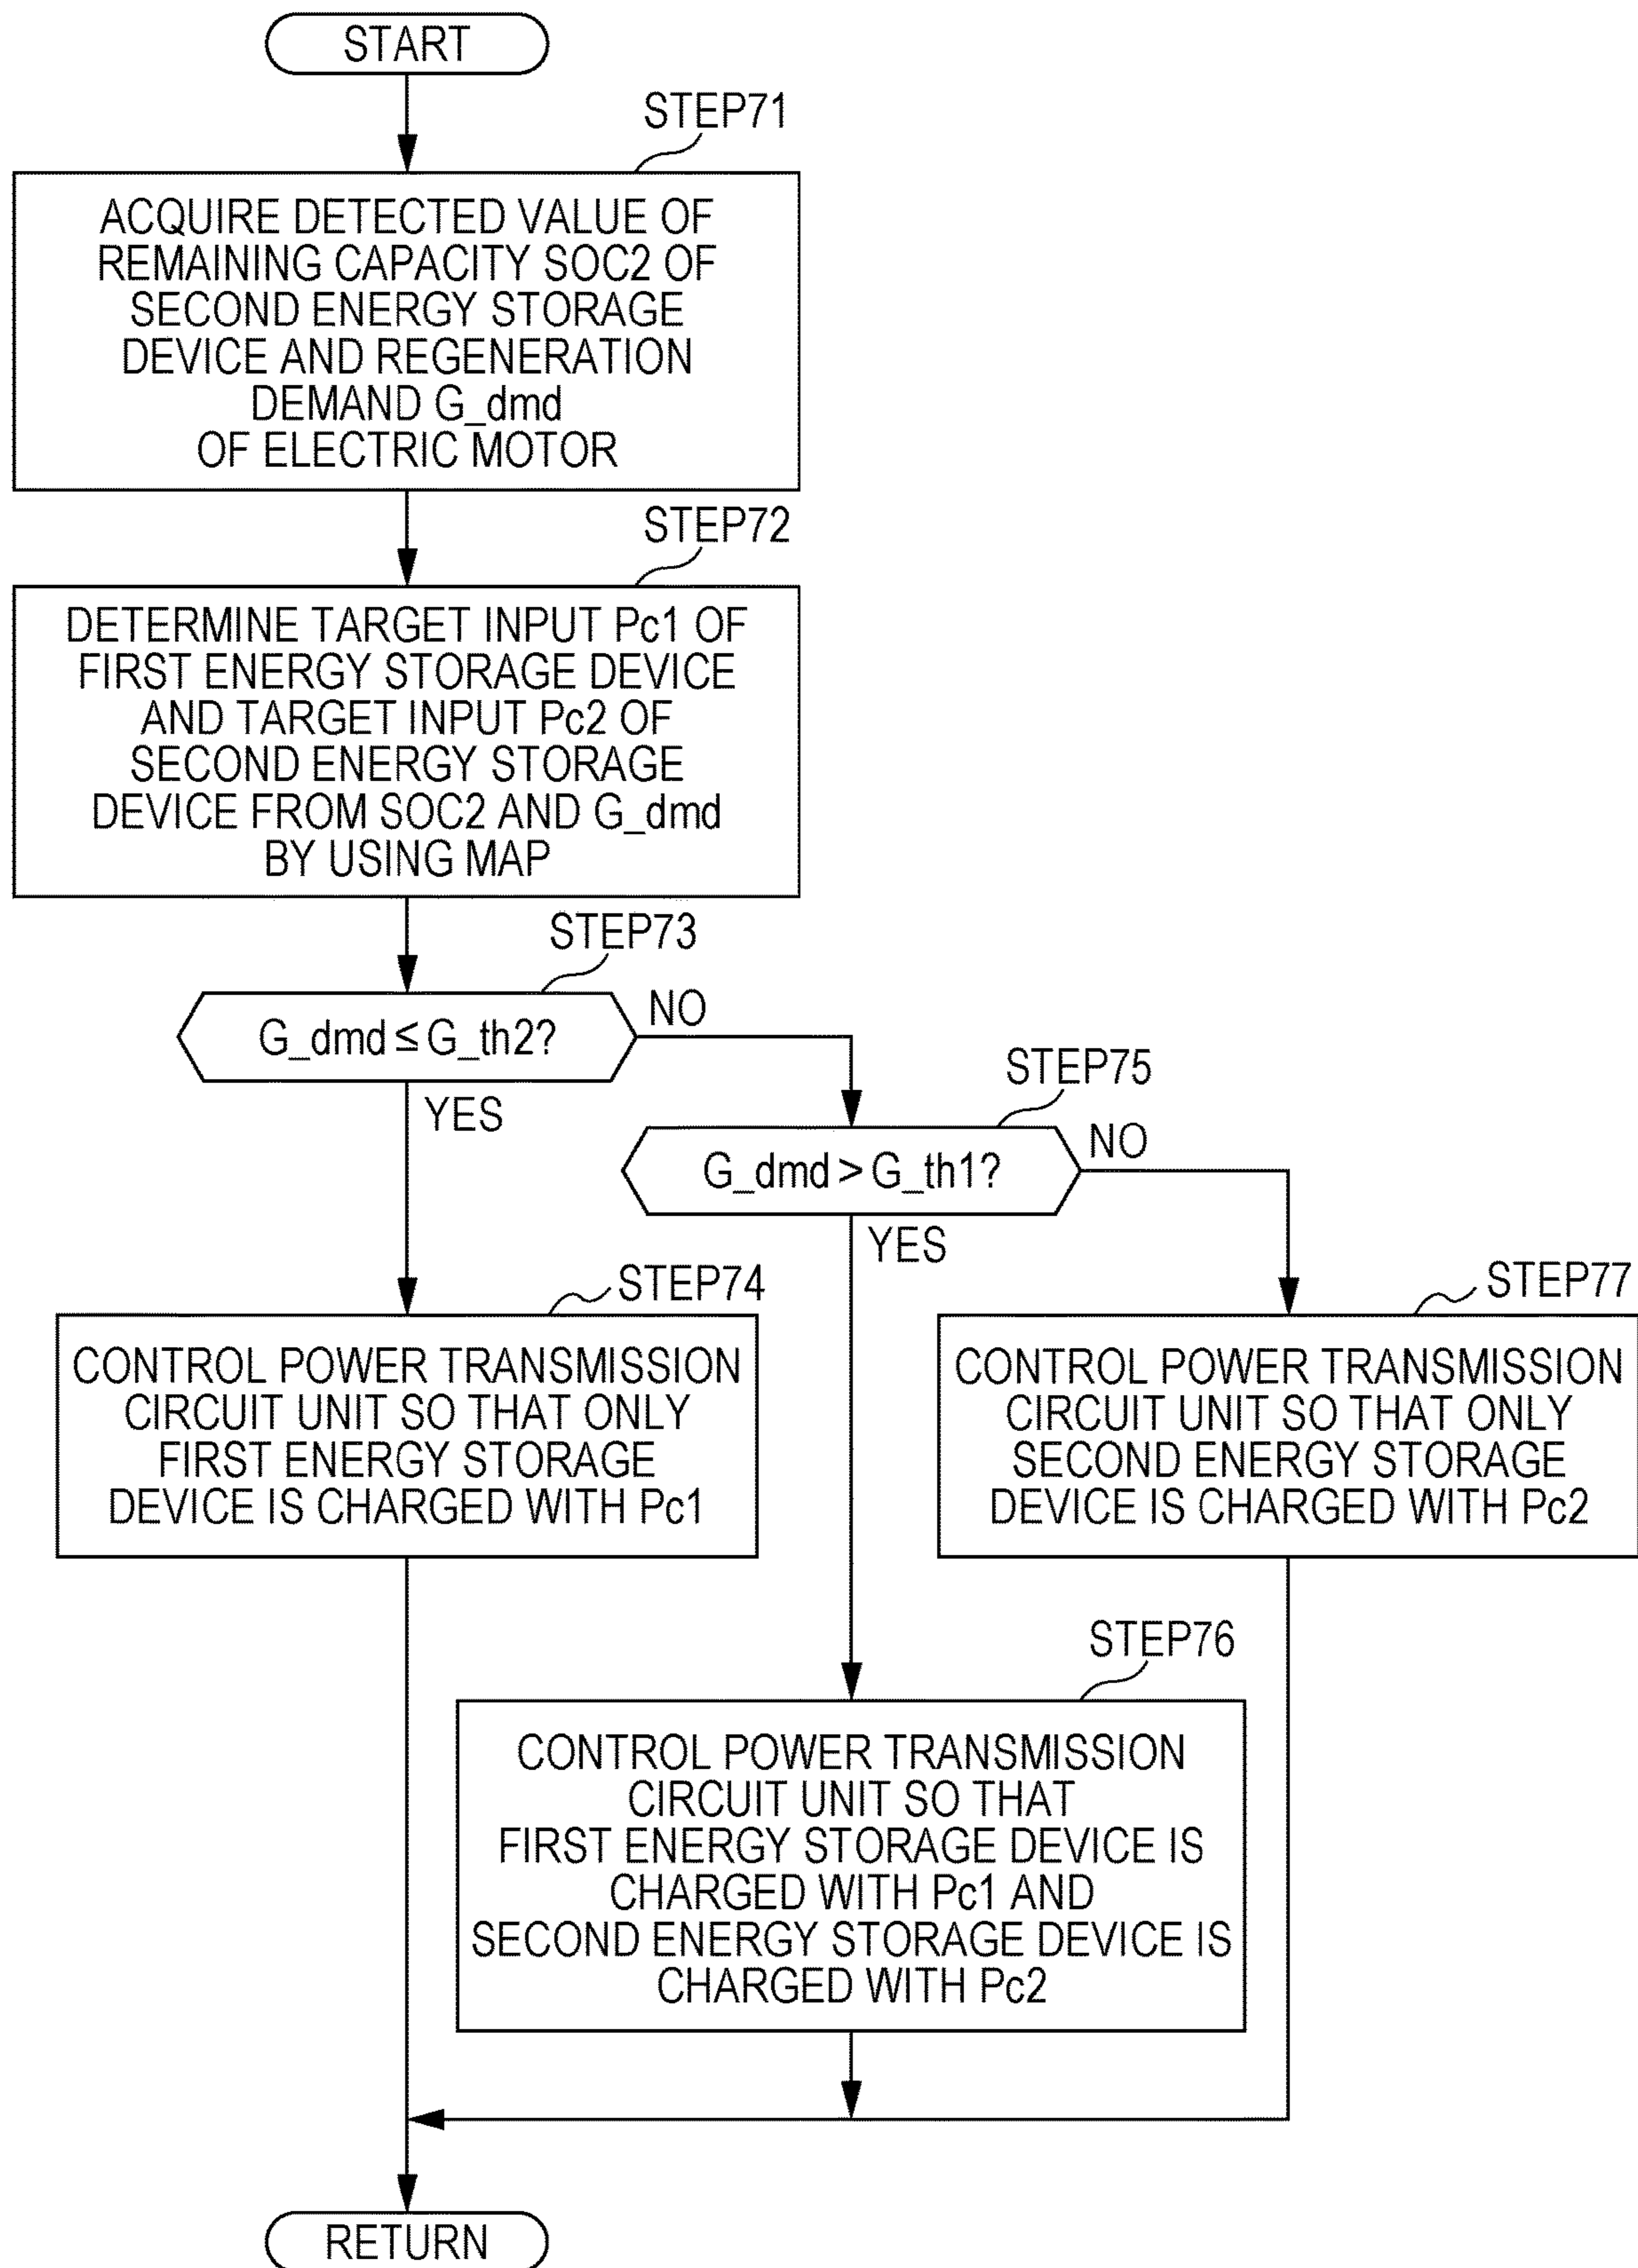 START
STEP71
ACQUIRE DETECTED VALUE OF
REMAINING CAPACITY SOC2 OF
SECOND ENERGY STORAGE
DEVICE AND REGENERATION
DEMAND G_dmd
OF ELECTRIC MOTOR
STEP72
DETERMINE TARGET INPUT Pc1 OF
FIRST ENERGY STORAGE DEVICE
AND TARGET INPUT Pc2 OF
SECOND ENERGY STORAGE
DEVICE FROM SOC2 AND G_dmd
BY USING MAP
STEP73
G_dmd ≤ G_th2?
NO
YES
STEP75
G_dmd > G_th1?
NO
YES
STEP74
CONTROL POWER TRANSMISSION
CIRCUIT UNIT SO THAT ONLY
FIRST ENERGY STORAGE
DEVICE IS CHARGED WITH Pc1
STEP77
CONTROL POWER TRANSMISSION
CIRCUIT UNIT SO THAT ONLY
SECOND ENERGY STORAGE
DEVICE IS CHARGED WITH Pc2
STEP76
CONTROL POWER TRANSMISSION
CIRCUIT UNIT SO THAT
FIRST ENERGY STORAGE DEVICE IS
CHARGED WITH Pc1 AND
SECOND ENERGY STORAGE DEVICE IS
CHARGED WITH Pc2
RETURN